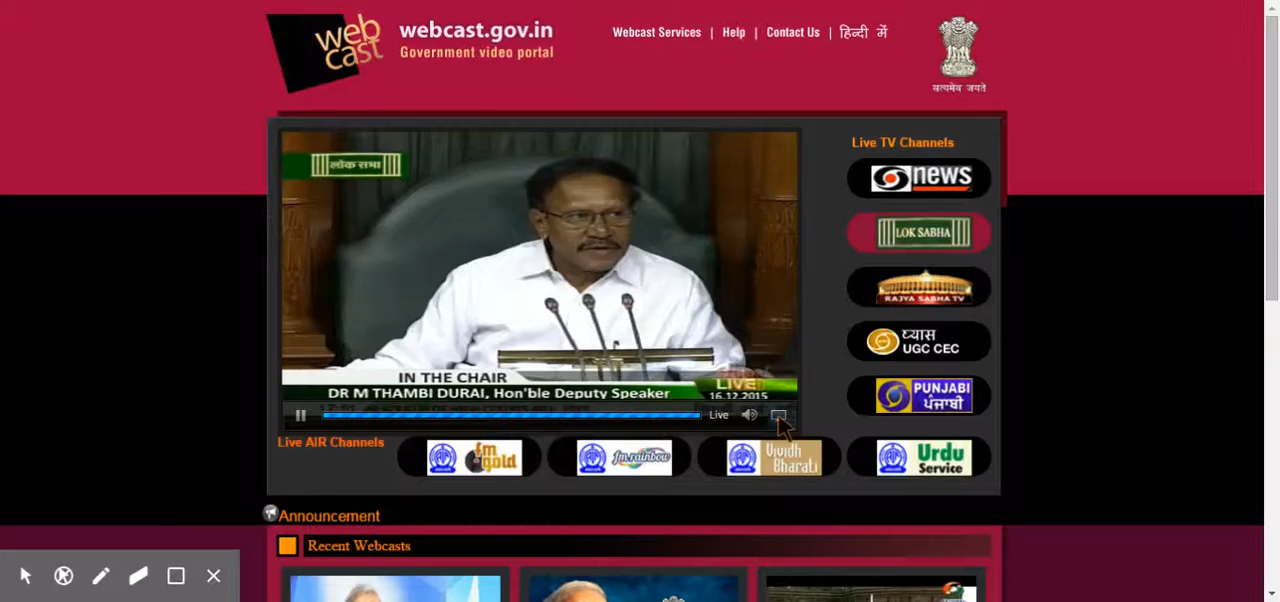 web cast
webcast.gov.in
Government video portal
Webcast Services | Help | Contact Us | हिन्दी में
सत्यमेव जयते
Live TV Channels
लोक सभा
news
LOK SABHA
RAJYA SABHA TV
व्यास
UGC CEC
PUNJABI
ਪੰਜਾਬੀ
IN THE CHAIR
DR M THAMBI DURAI, Hon'ble Deputy Speaker
LIVE
16.12.2015
Live
Live AIR Channels
fm gold
fm rainbow
Vividh Bharati
Urdu Service
Announcement
Recent Webcasts